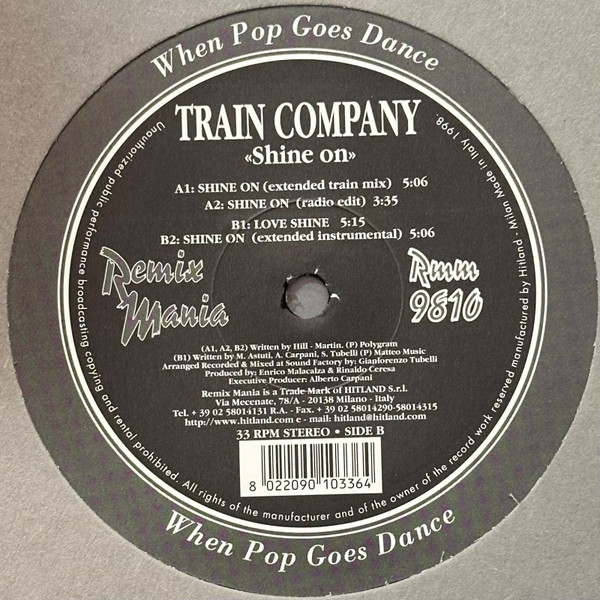 When Pop Goes Dance
TRAIN COMPANY
«Shine on»
A1: SHINE ON (extended train mix) 5:06
A2: SHINE ON (radio edit) 3:35
B1: LOVE SHINE 5:15
B2: SHINE ON (extended instrumental) 5:06
Remix
Mania
Rmm
9810
(A1, A2, B2) Written by Hill - Martin. (P) Polygram
(B1) Written by M. Astuti, A. Carpani, S. Tubelli (P) Matteo Music
Arranged Recorded & Mixed at Sound Factory by: Gianforenzo Tubelli
Produced by: Enrico Malacalza & Rinaldo Ceresa
Executive Producer: Alberto Carpani
Remix Mania is a Trade Mark of HITLAND S.r.l.
Via Mecenate, 78/A - 20138 Milano - Italy
Tel. + 39 02 58014131 R.A. - Fax. + 39 02 58014290-58014315
http://www.hitland.com e - mail: hitland@hitland.com
33 RPM STEREO • SIDE B
8 022090 103364
Unauthorized public performance broadcasting copying and rental prohibited. All rights of the manufacturer and of the owner of the record work reserved manufactured by Hitland - Milan Made in Italy 1998.
When Pop Goes Dance